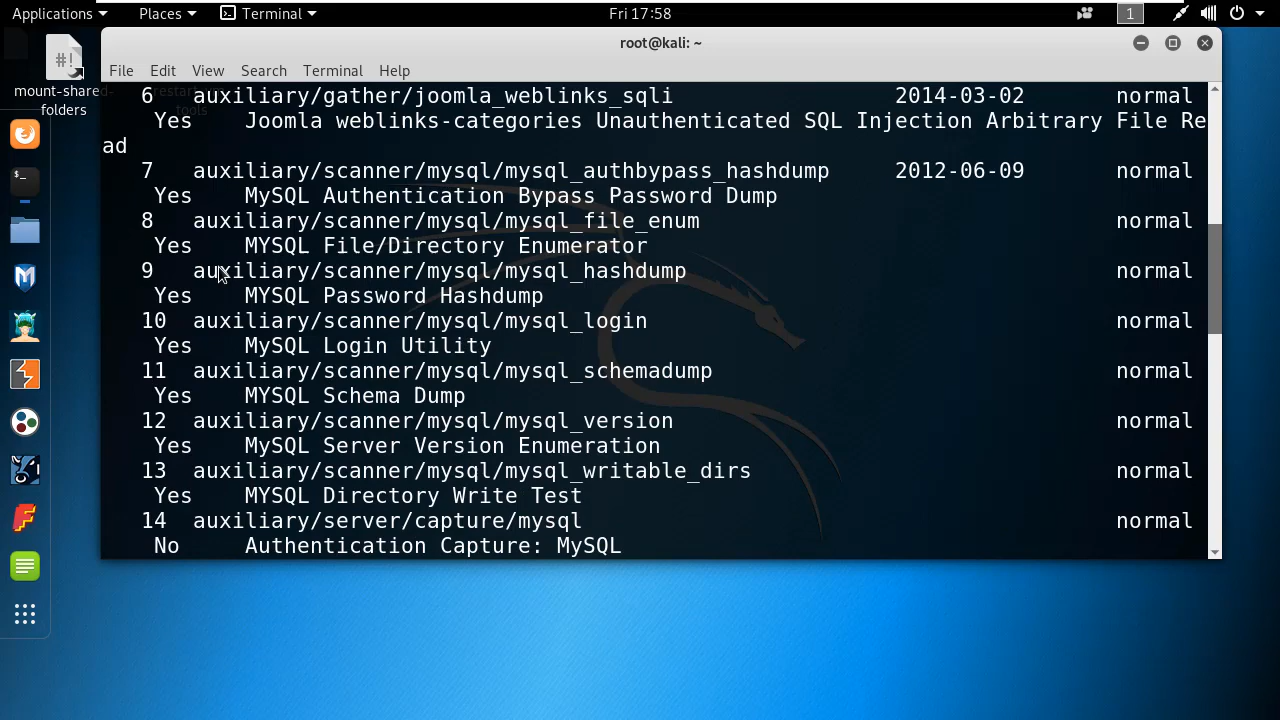 Applications Places Terminal Fri 17:58 1
root@kali: ~
File Edit View Search Terminal Help
mount-shared-folders
6 auxiliary/gather/joomla_weblinks_sqli 2014-03-02 normal
Yes Joomla weblinks-categories Unauthenticated SQL Injection Arbitrary File Re
ad
7 auxiliary/scanner/mysql/mysql_authbypass_hashdump 2012-06-09 normal
Yes MySQL Authentication Bypass Password Dump
8 auxiliary/scanner/mysql/mysql_file_enum normal
Yes MYSQL File/Directory Enumerator
9 auxiliary/scanner/mysql/mysql_hashdump normal
Yes MYSQL Password Hashdump
10 auxiliary/scanner/mysql/mysql_login normal
Yes MySQL Login Utility
11 auxiliary/scanner/mysql/mysql_schemadump normal
Yes MYSQL Schema Dump
12 auxiliary/scanner/mysql/mysql_version normal
Yes MySQL Server Version Enumeration
13 auxiliary/scanner/mysql/mysql_writable_dirs normal
Yes MYSQL Directory Write Test
14 auxiliary/server/capture/mysql normal
No Authentication Capture: MySQL